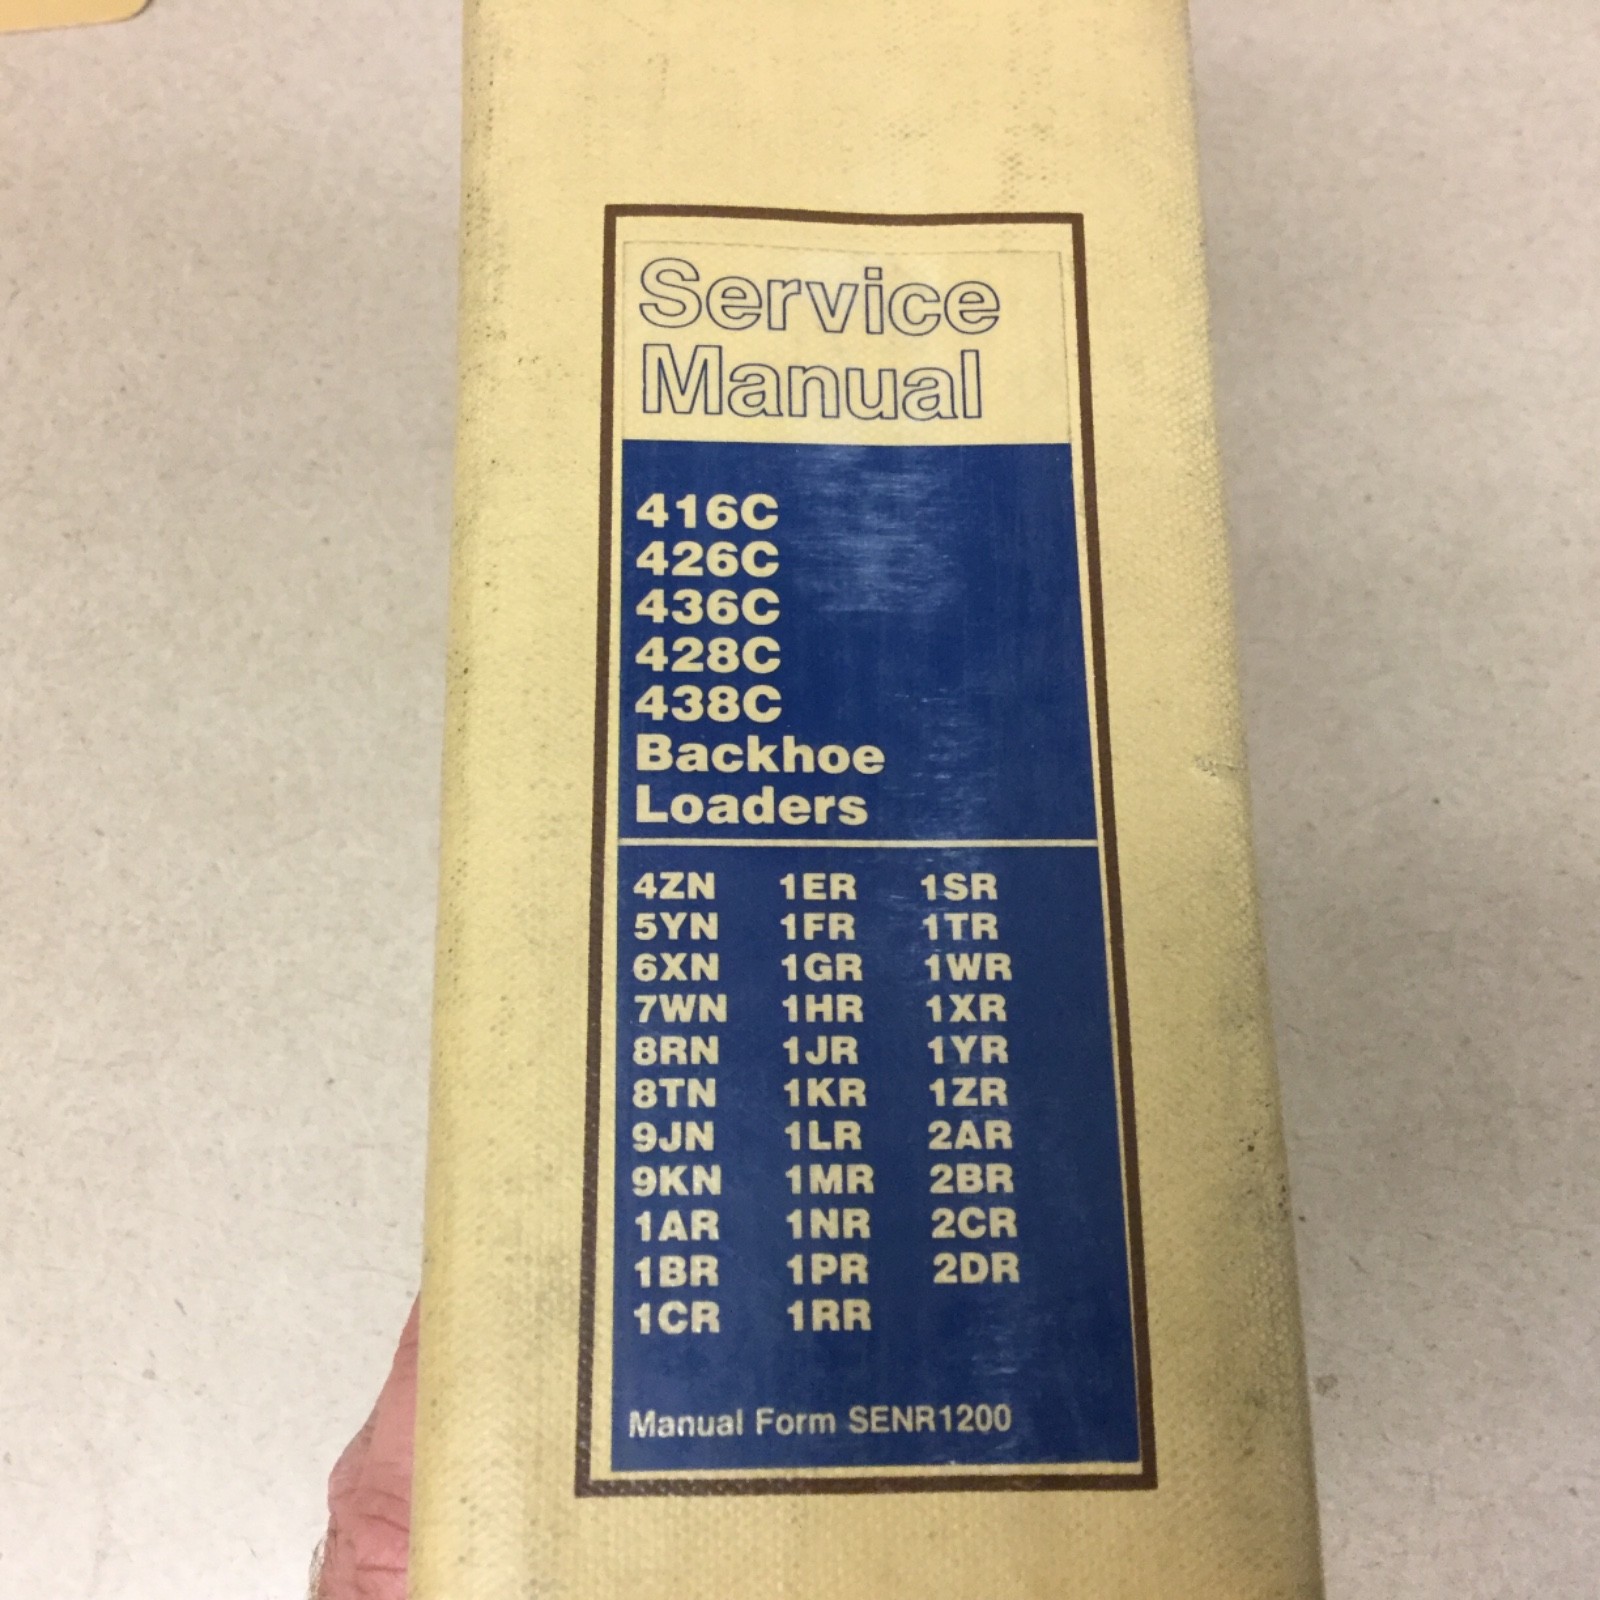 Service
Manual
416C
426C
436C
428C
438C
Backhoe
Loaders
4ZN 1ER 1SR
5YN 1FR 1TR
6XN 1GR 1WR
7WN 1HR 1XR
8RN 1JR 1YR
8TN 1KR 1ZR
9JN 1LR 2AR
9KN 1MR 2BR
1AR 1NR 2CR
1BR 1PR 2DR
1CR 1RR
Manual Form SENR1200